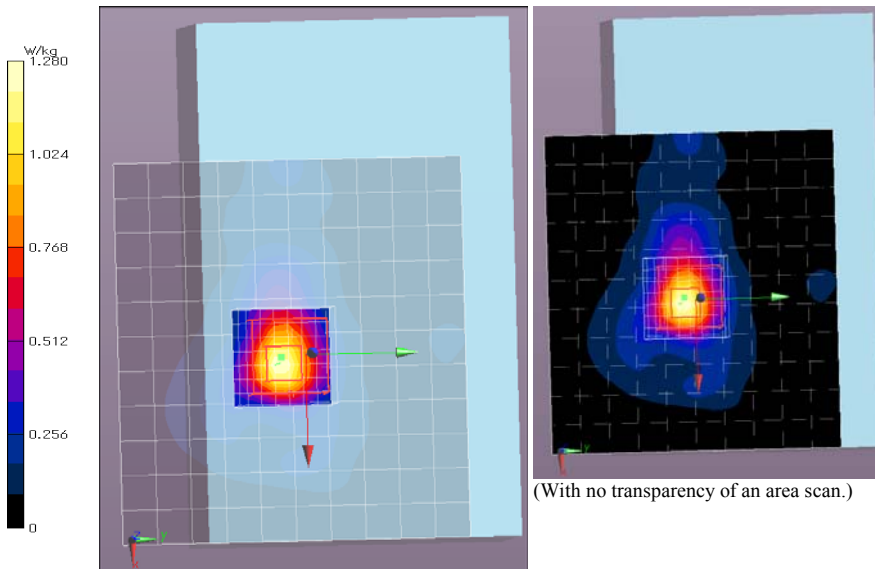 W/kg
1.280
1.024
0.768
0.512
0.256
0
z
y
x
y
(With no transparency of an area scan.)